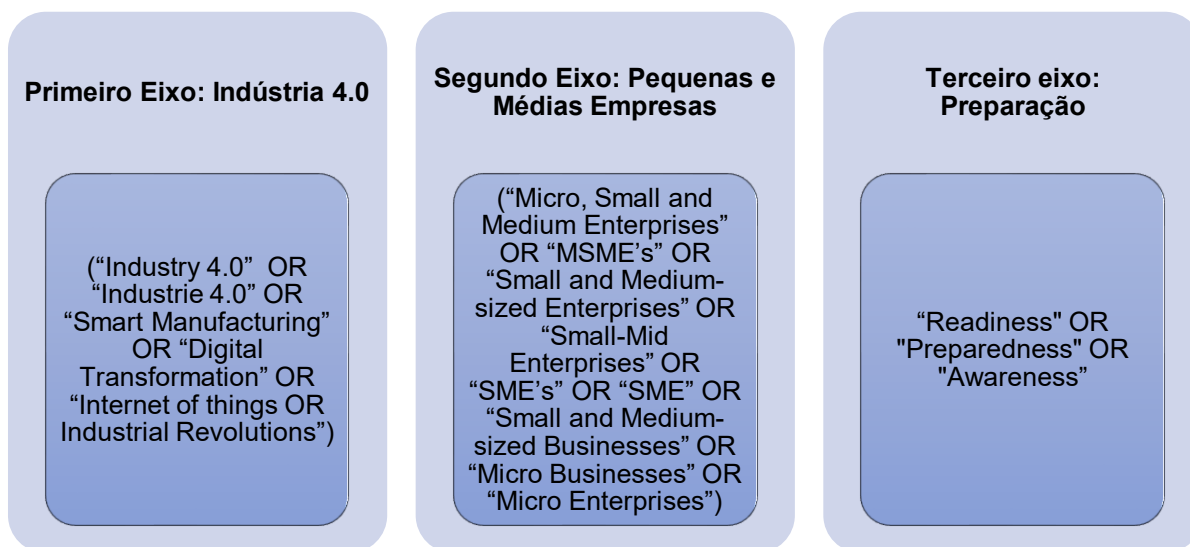 Primeiro Eixo: Indústria 4.0
(“Industry 4.0” OR
“Industrie 4.0” OR
“Smart Manufacturing”
OR “Digital
Transformation” OR
“Internet of things OR
Industrial Revolutions”)
Segundo Eixo: Pequenas e
Médias Empresas
(“Micro, Small and
Medium Enterprises”
OR “MSME’s” OR
“Small and Medium-
sized Enterprises” OR
“Small-Mid
Enterprises” OR
“SME’s” OR “SME” OR
“Small and Medium-
sized Businesses” OR
“Micro Businesses” OR
“Micro Enterprises”)
Terceiro eixo:
Preparação
“Readiness" OR
"Preparedness" OR
"Awareness”